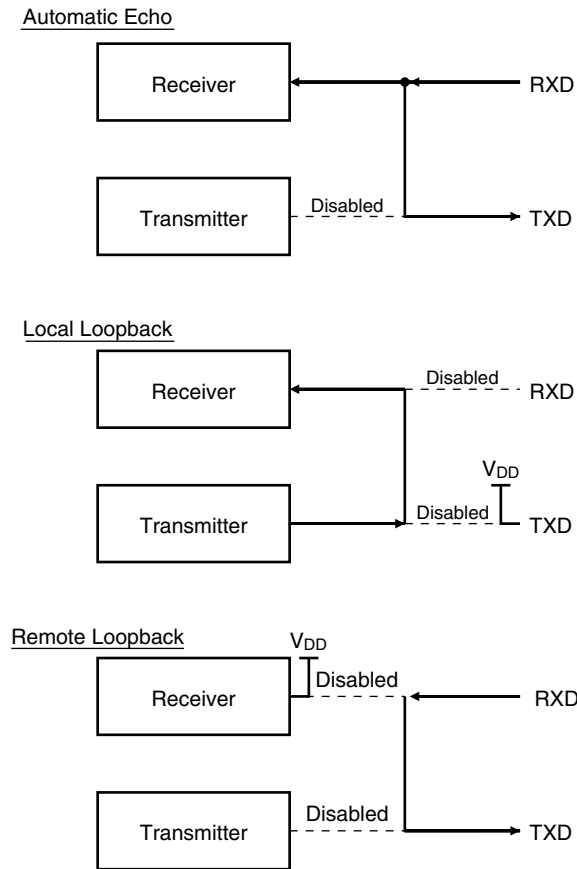 Automatic Echo
Receiver
RXD
Transmitter
Disabled
TXD
Local Loopback
Receiver
Disabled
RXD
VDD
Transmitter
Disabled
TXD
Remote Loopback
VDD
Receiver
Disabled
RXD
Transmitter
Disabled
TXD